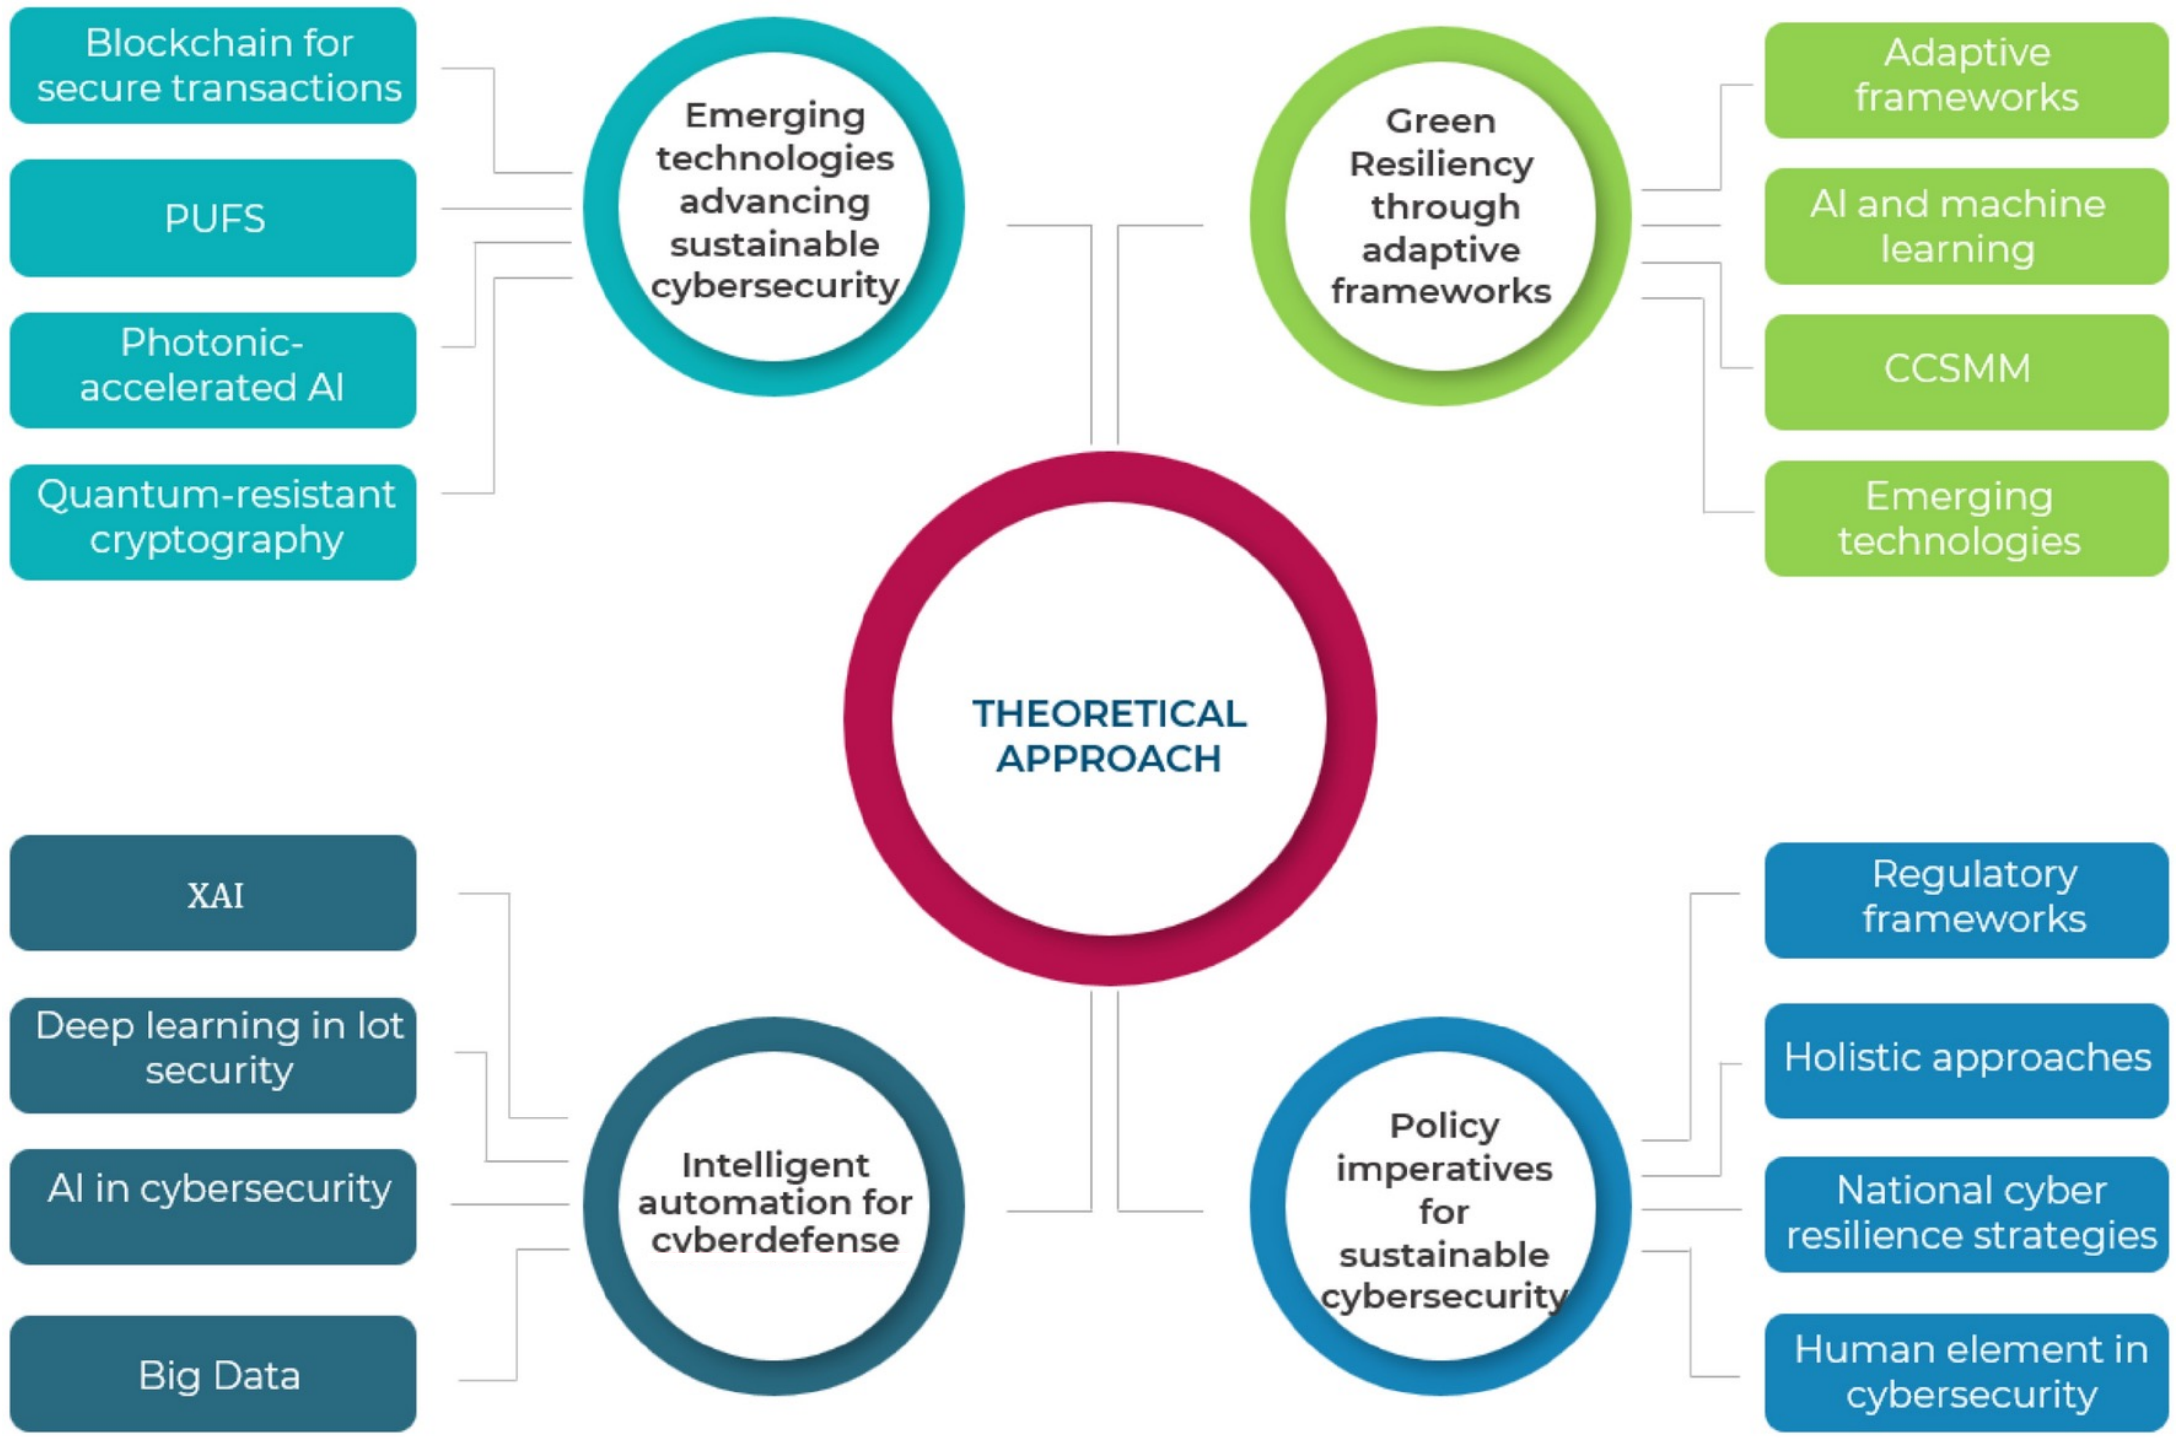 Blockchain for
secure transactions
PUFS
Photonic-
accelerated AI
Quantum-resistant
cryptography
Emerging
technologies
advancing
sustainable
cybersecurity
Green
Resiliency
through
adaptive
frameworks
Adaptive
frameworks
AI and machine
learning
CCSMM
Emerging
technologies
THEORETICAL
APPROACH
XAI
Deep learning in Iot
security
AI in cybersecurity
Big Data
Intelligent
automation for
cyberdefense
Policy
imperatives
for
sustainable
cybersecurity
Regulatory
frameworks
Holistic approaches
National cyber
resilience strategies
Human element in
cybersecurity